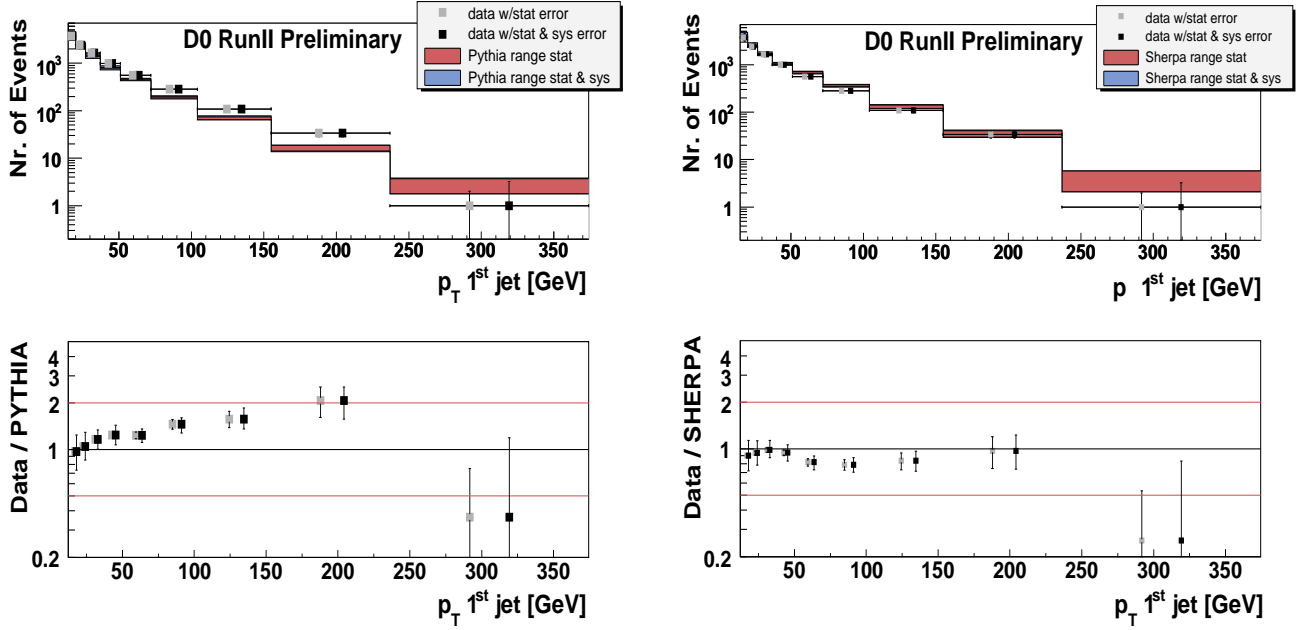 data w/stat error
data w/stat & sys error
Pythia range stat
Pythia range stat & sys
D0 RunII Preliminary
Nr. of Events
10³
10²
10
1
50 100 150 200 250 300 350
p_T 1st jet [GeV]
data w/stat error
data w/stat & sys error
Sherpa range stat
Sherpa range stat & sys
D0 RunII Preliminary
Nr. of Events
10³
10²
10
1
50 100 150 200 250 300 350
p 1st jet [GeV]
Data / PYTHIA
4
3
2
1
0.2
50 100 150 200 250 300 350
p_T 1st jet [GeV]
Data / SHERPA
4
3
2
1
0.2
50 100 150 200 250 300 350
p_T 1st jet [GeV]